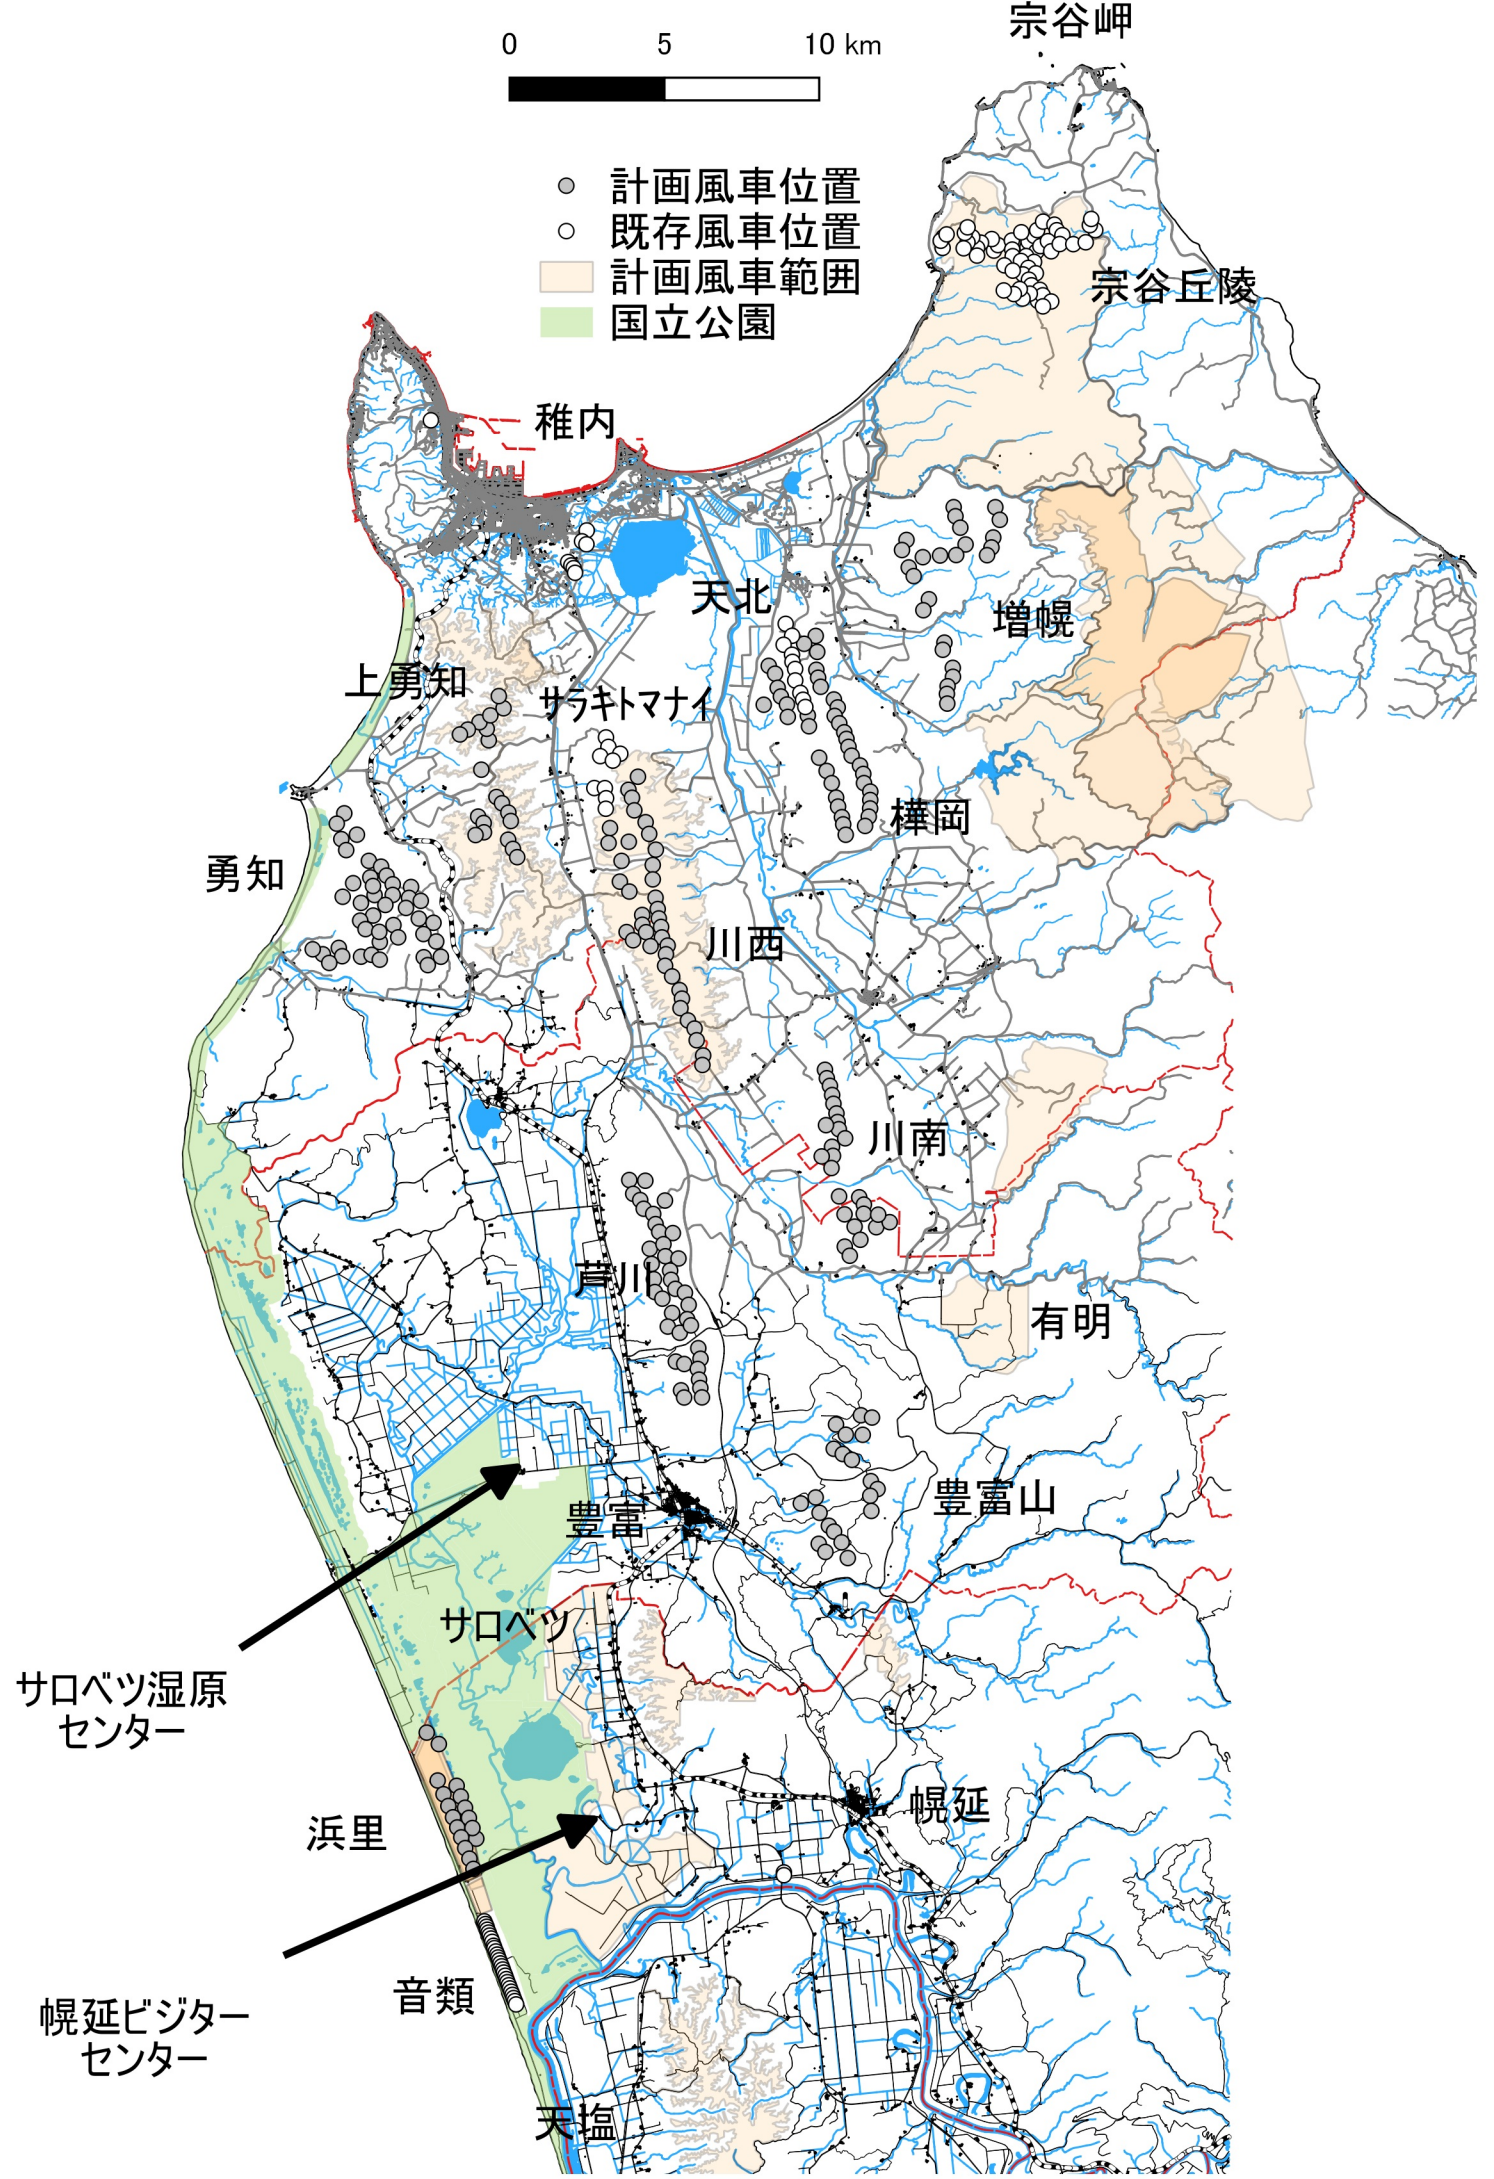 宗谷岬
0 5 10 km
計画風車位置
既存風車位置
計画風車範囲
国立公園
宗谷丘陵
稚内
天北
増幌
上勇知
サラキトマナイ
樺岡
勇知
川西
川南
芦川
有明
豊富山
豊富
サロベツ
サロベツ湿原
センター
幌延
浜里
音類
幌延ビジター
センター
天塩